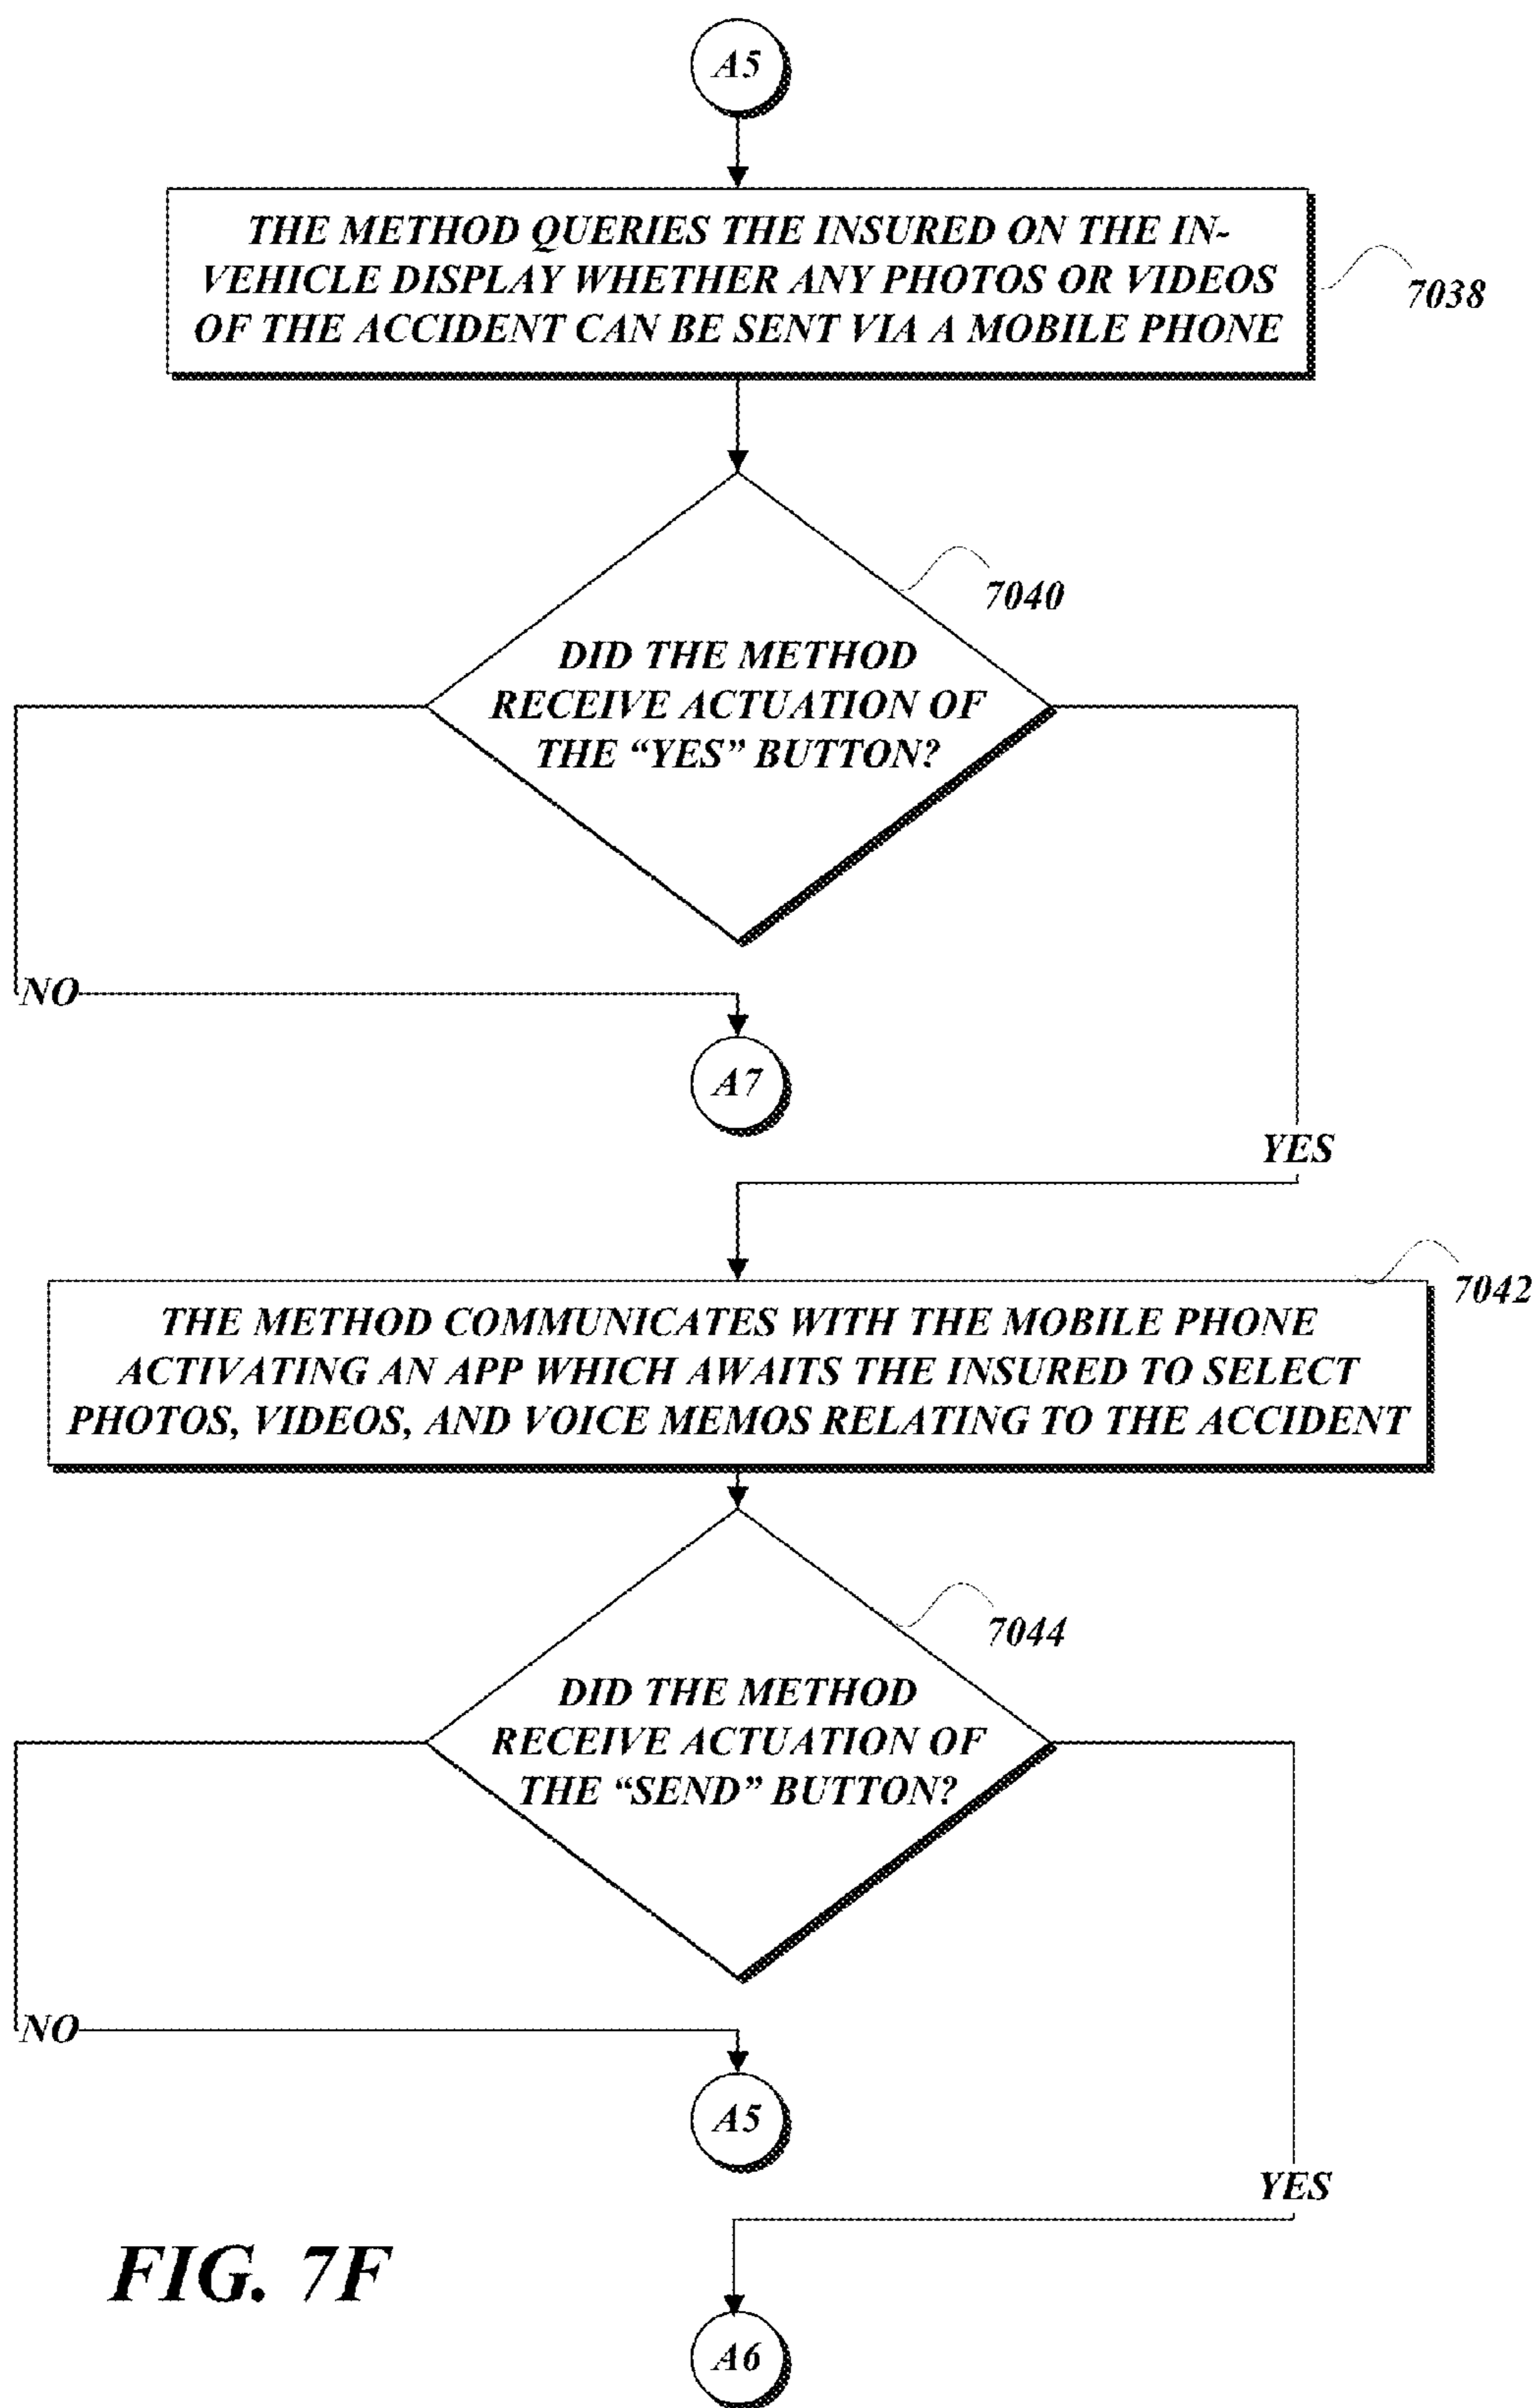 A5
THE METHOD QUERIES THE INSURED ON THE IN-
VEHICLE DISPLAY WHETHER ANY PHOTOS OR VIDEOS
OF THE ACCIDENT CAN BE SENT VIA A MOBILE PHONE
7038
7040
DID THE METHOD
RECEIVE ACTUATION OF
THE “YES” BUTTON?
NO
A7
YES
7042
THE METHOD COMMUNICATES WITH THE MOBILE PHONE
ACTIVATING AN APP WHICH AWAITS THE INSURED TO SELECT
PHOTOS, VIDEOS, AND VOICE MEMOS RELATING TO THE ACCIDENT
7044
DID THE METHOD
RECEIVE ACTUATION OF
THE “SEND” BUTTON?
NO
A5
YES
FIG. 7F
A6